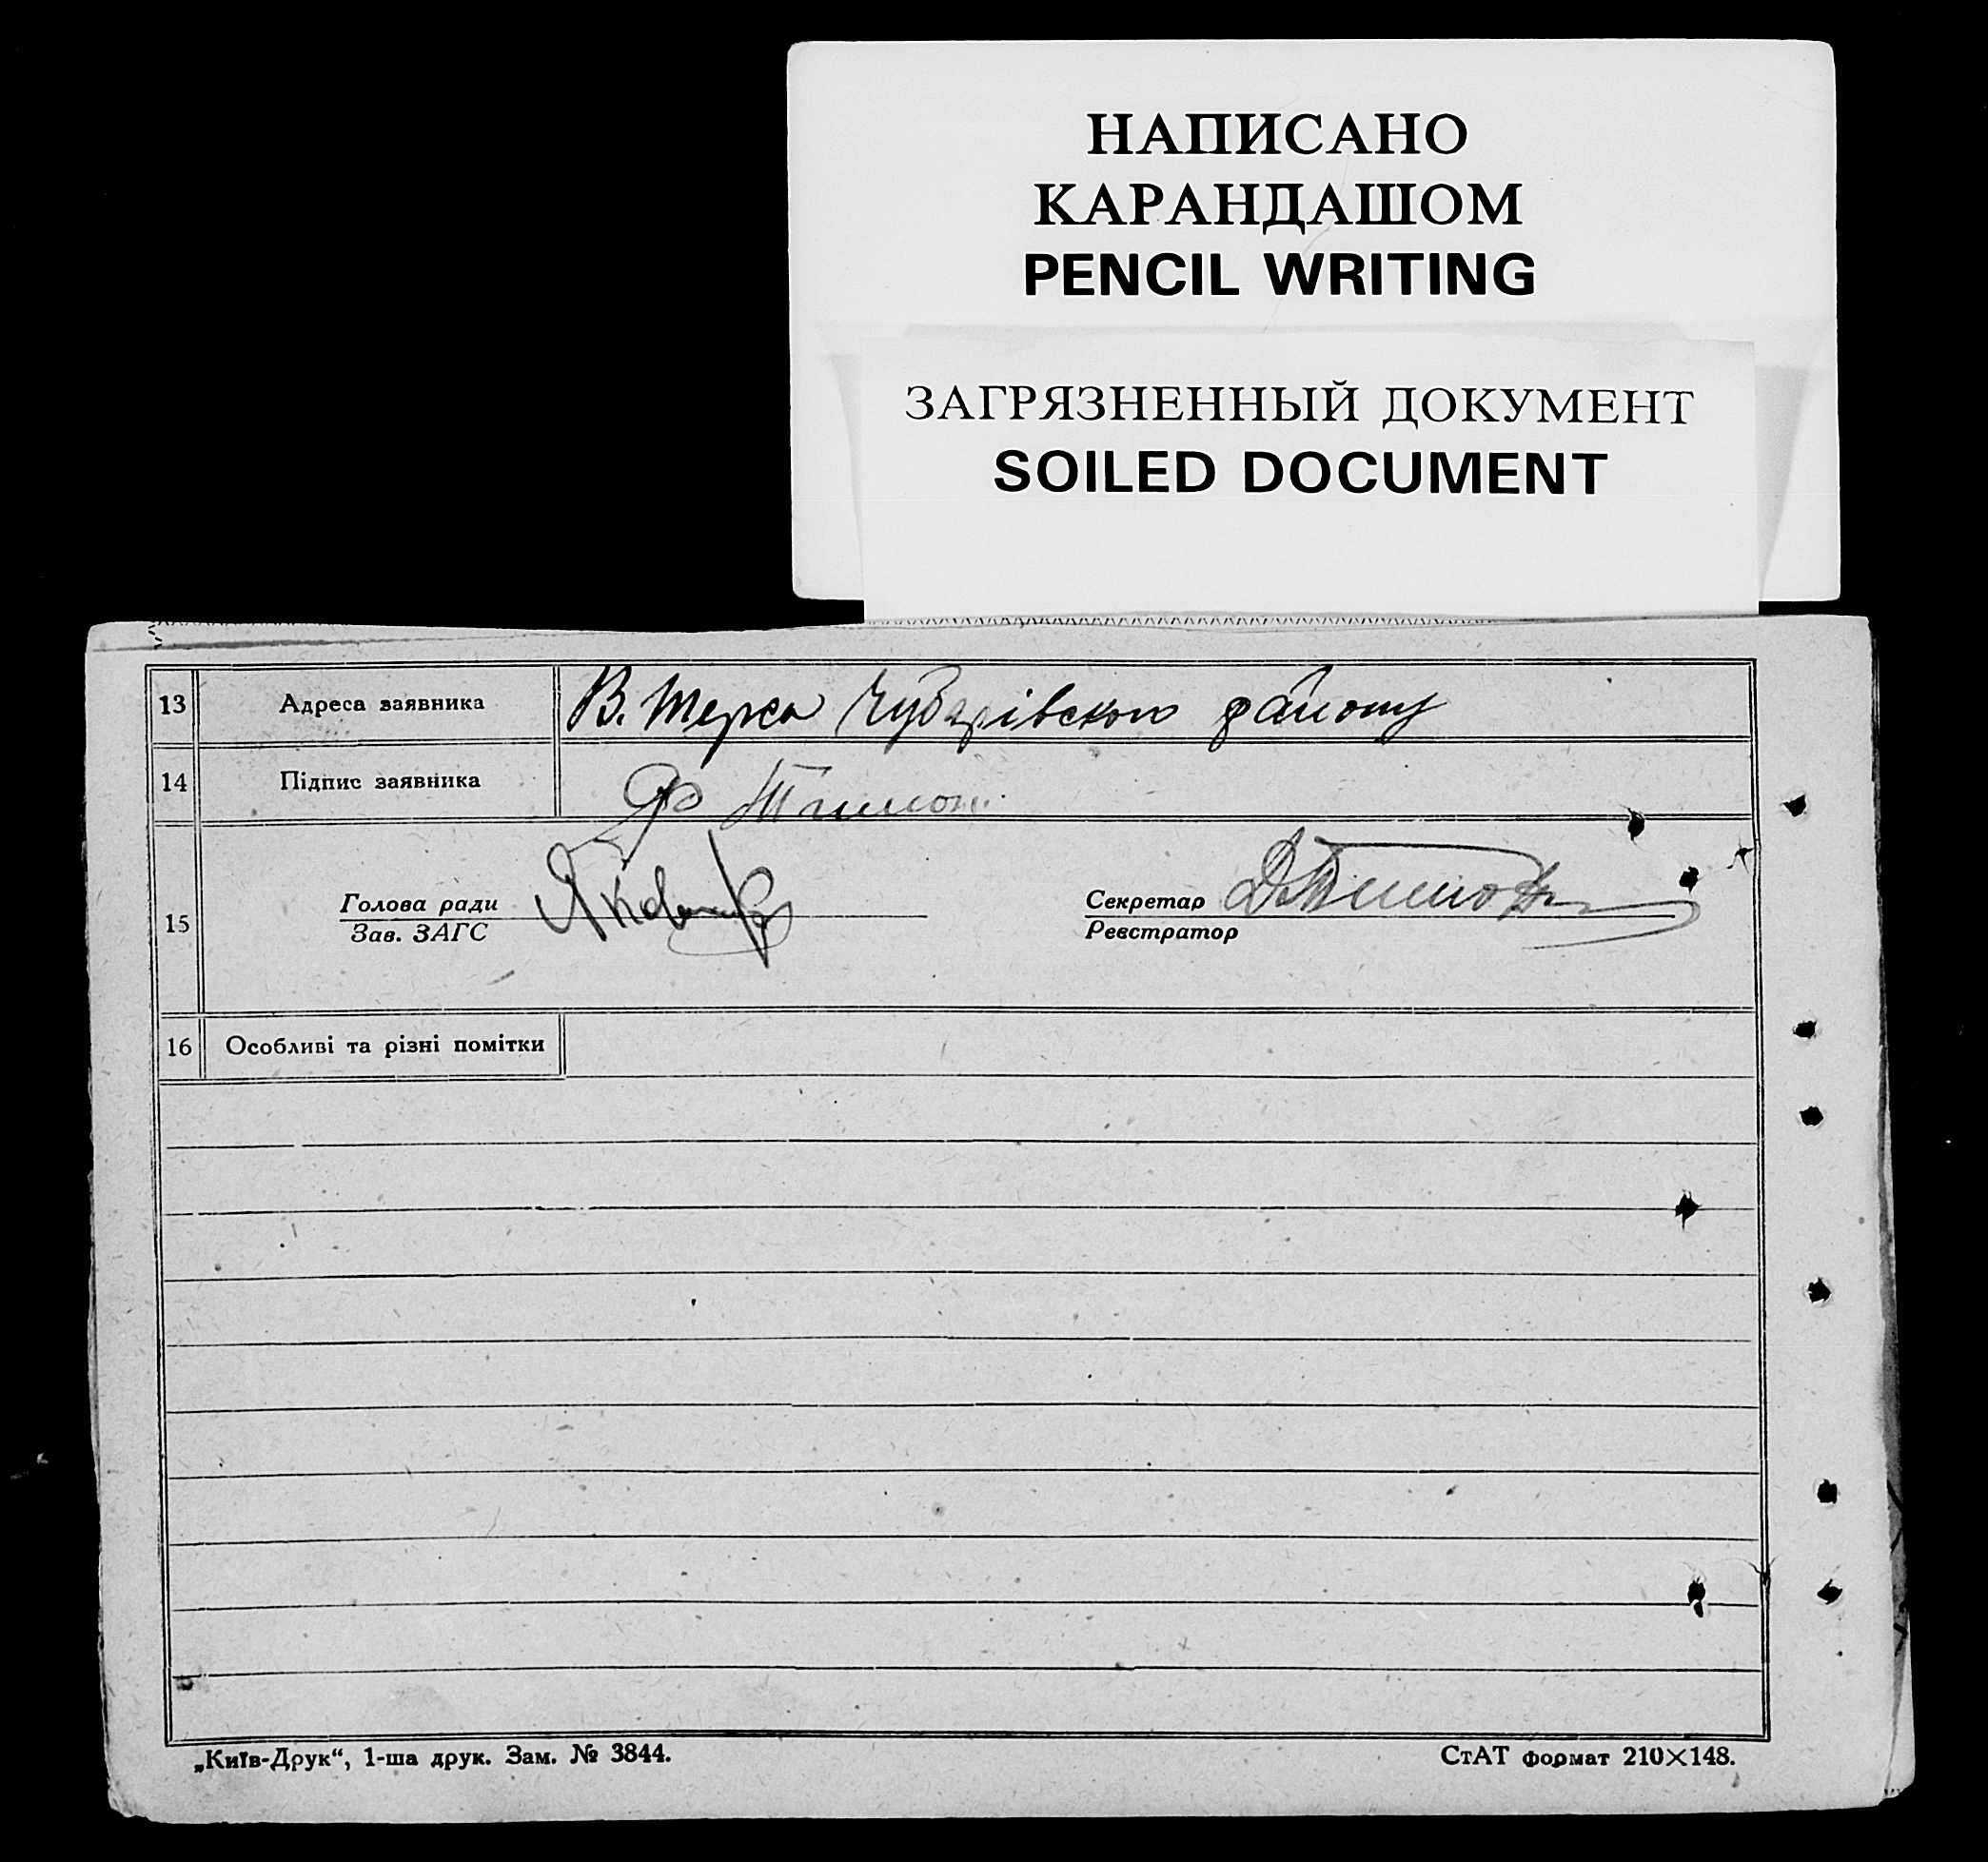 НАПИСАНО
КАРАНДАШОМ
PENCIL WRITING
ЗАГРЯЗНЕННЫЙ ДОКУМЕНТ
SOILED DOCUMENT
13 Адреса заявника В. Терса Чубарівського району
14 Підпис заявника
15 Голова ради Секретар
Зав. ЗАГС Реєстратор
16 Особливі та різні помітки
„Київ-Друк“, 1-ша друк. Зам. № 3844. СтАТ формат 210×148.